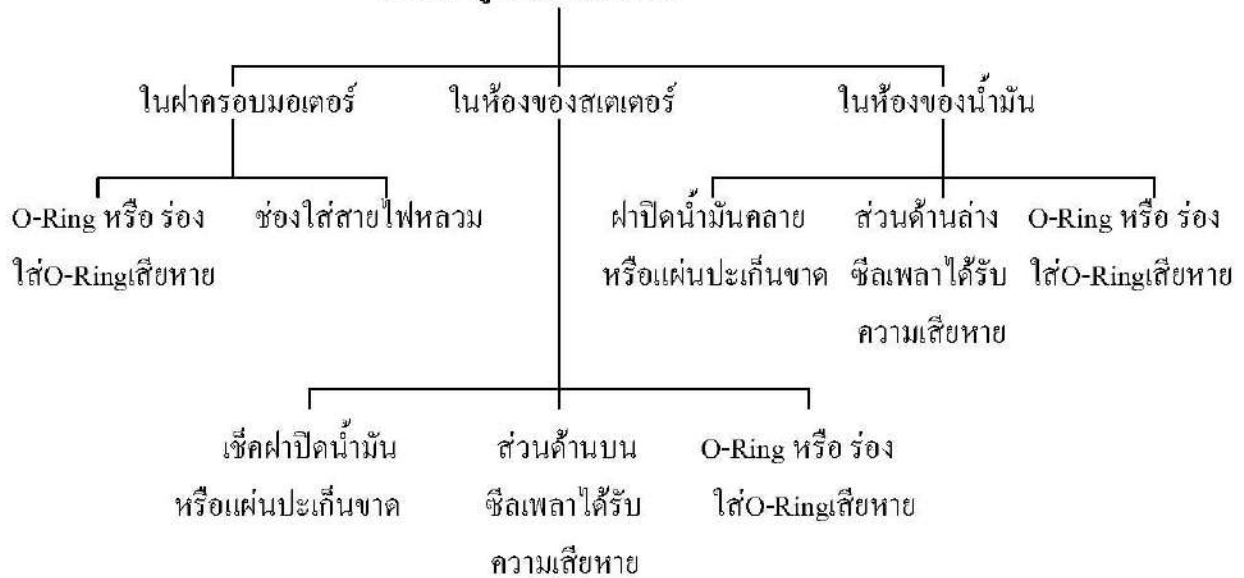 ในฝาครอบมอเตอร์ ในห้องของสเตเตอร์ ในห้องของน้ำมัน
O-Ring หรือ ร่อง
ใส่O-Ringเสียหาย
ช่องใส่สายไฟหลวม
ฝาปิดน้ำมันคลาย
หรือแผ่นปะเก็นขาด
ส่วนด้านล่าง
ซีลเพลาได้รับ
ความเสียหาย
O-Ring หรือ ร่อง
ใส่O-Ringเสียหาย
เช็คฝาปิดน้ำมัน
หรือแผ่นปะเก็นขาด
ส่วนด้านบน
ซีลเพลาได้รับ
ความเสียหาย
O-Ring หรือ ร่อง
ใส่O-Ringเสียหาย